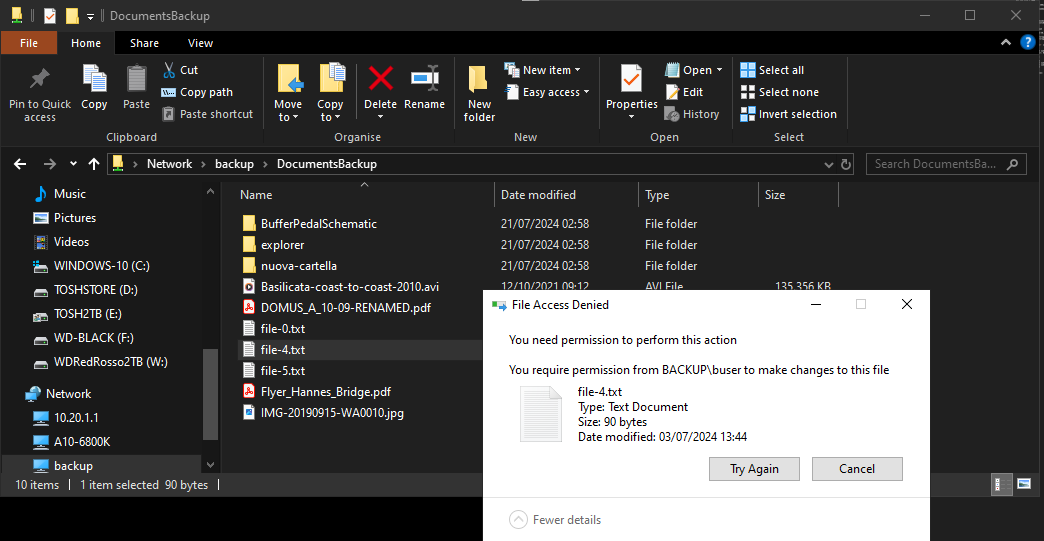 DocumentsBackup
File Home Share View
Pin to Quick access
Copy
Paste
Cut
Copy path
Paste shortcut
Clipboard
Move to
Copy to
Delete
Rename
Organise
New folder
New item
Easy access
New
Properties
Open
Edit
History
Open
Select all
Select none
Invert selection
Select
Network > backup > DocumentsBackup
Search DocumentsBa...
Music
Pictures
Videos
WINDOWS-10 (C:)
TOSHSTORE (D:)
TOSH2TB (E:)
WD-BLACK (F:)
WDRedRosso2TB (W:)
Network
10.20.1.1
A10-6800K
backup
Name Date modified Type Size
BufferPedalSchematic 21/07/2024 02:58 File folder
explorer 21/07/2024 02:58 File folder
nuova-cartella 21/07/2024 02:58 File folder
Basilicata-coast-to-coast-2010.avi 12/10/2021 09:12 AVI File 135.356 KB
DOMUS_A_10-09-RENAMED.pdf
file-0.txt
file-4.txt
file-5.txt
Flyer_Hannes_Bridge.pdf
IMG-20190915-WA0010.jpg
10 items 1 item selected 90 bytes
File Access Denied
You need permission to perform this action
You require permission from BACKUP\buser to make changes to this file
file-4.txt
Type: Text Document
Size: 90 bytes
Date modified: 03/07/2024 13:44
Try Again
Cancel
Fewer details